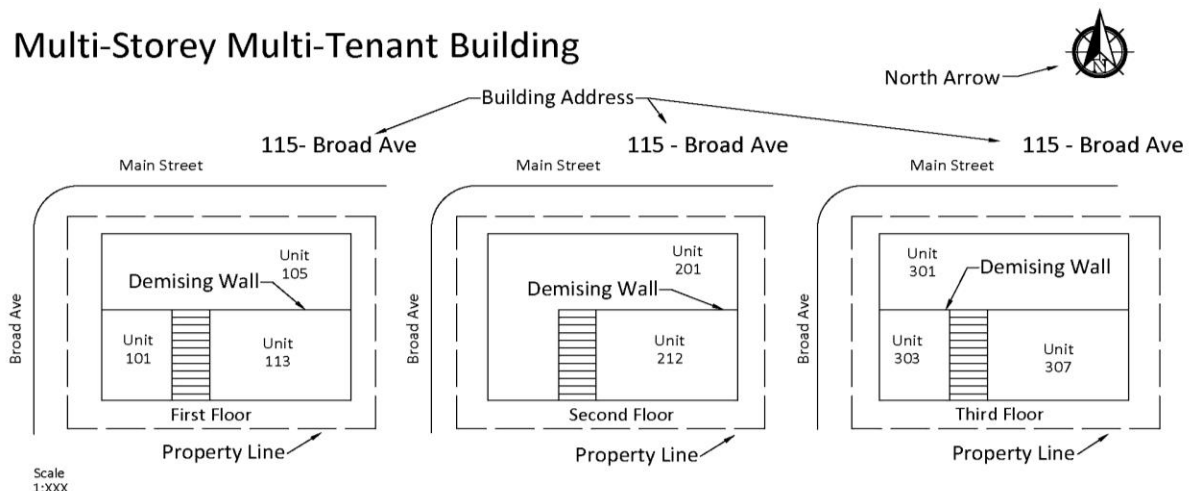 Multi-Storey Multi-Tenant Building
N
North Arrow
Building Address
115- Broad Ave
115 - Broad Ave
115 - Broad Ave
Main Street
Main Street
Main Street
Broad Ave
Unit
105
Demising Wall
Unit
101
Unit
113
First Floor
Property Line
Broad Ave
Unit
201
Demising Wall
Unit
212
Second Floor
Property Line
Broad Ave
Unit
301
Demising Wall
Unit
303
Unit
307
Third Floor
Property Line
Scale
1:XXX